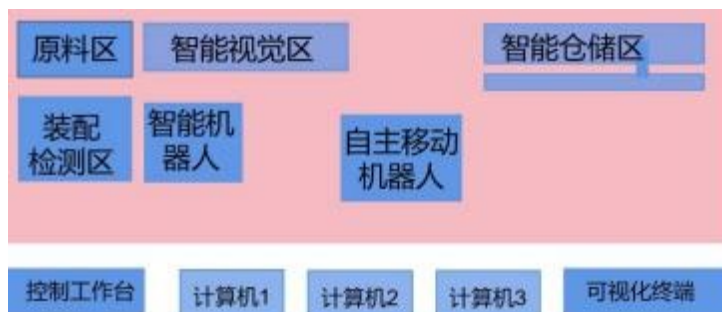 原料区
智能视觉区
智能仓储区
装配
检测区
智能机
器人
自主移动
机器人
控制工作台
计算机1
计算机2
计算机3
可视化终端